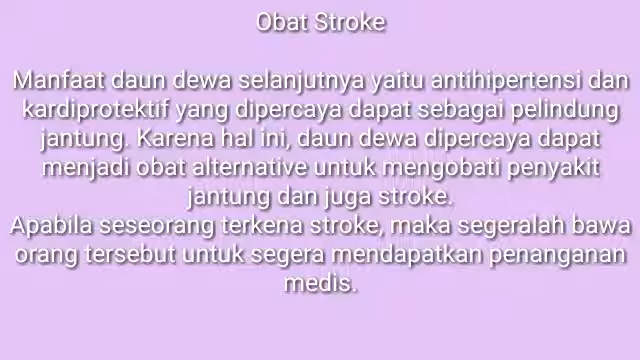 Obat Stroke
Manfaat daun dewa selanjutnya yaitu antihipertensi dan
kardiprotektif yang dipercaya dapat sebagai pelindung
jantung. Karena hal ini, daun dewa dipercaya dapat
menjadi obat alternative untuk mengobati penyakit
jantung dan juga stroke.
Apabila seseorang terkena stroke, maka segeralah bawa
orang tersebut untuk segera mendapatkan penanganan
medis.